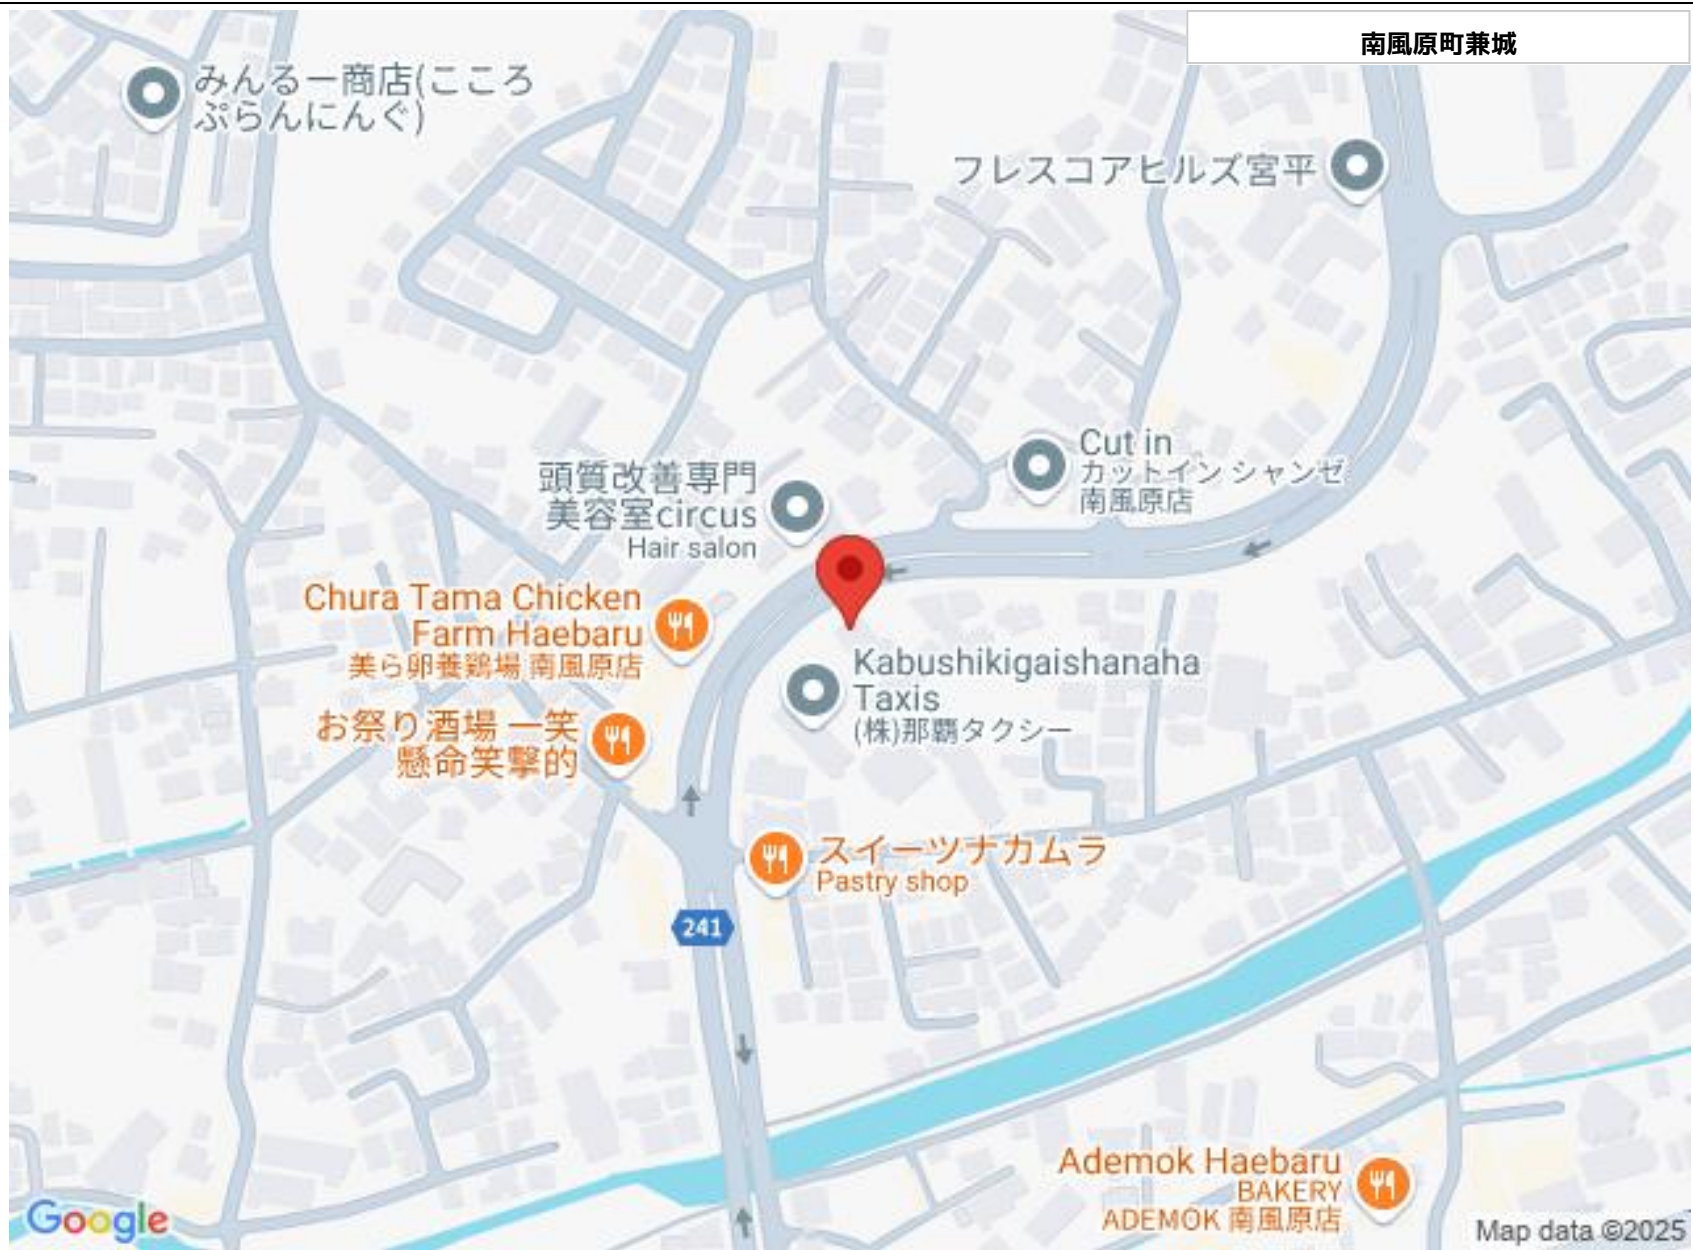 南風原町兼城
みんるー商店(こころ
ぷらんにんぐ)
フレスコアヒルズ宮平
Cut in
カットイン シャンゼ
南風原店
頭質改善専門
美容室circus
Hair salon
Chura Tama Chicken
Farm Haebaru
美ら卵養鶏場 南風原店
Kabushikigaishanaha
Taxis
(株)那覇タクシー
お祭り酒場 一笑
懸命笑撃的
スイーツナカムラ
Pastry shop
241
Ademok Haebaru
BAKERY
ADEMOK 南風原店
Google
Map data ©2025